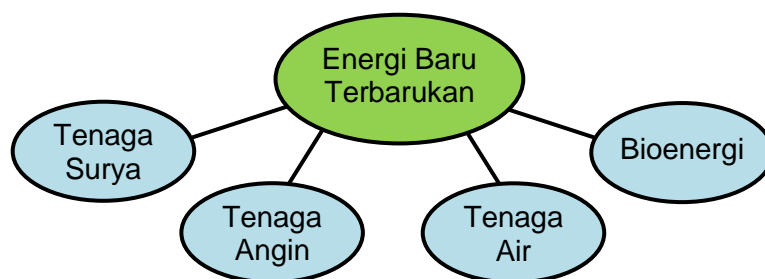 Energi Baru
Terbarukan
Tenaga
Surya
Tenaga
Angin
Tenaga
Air
Bioenergi